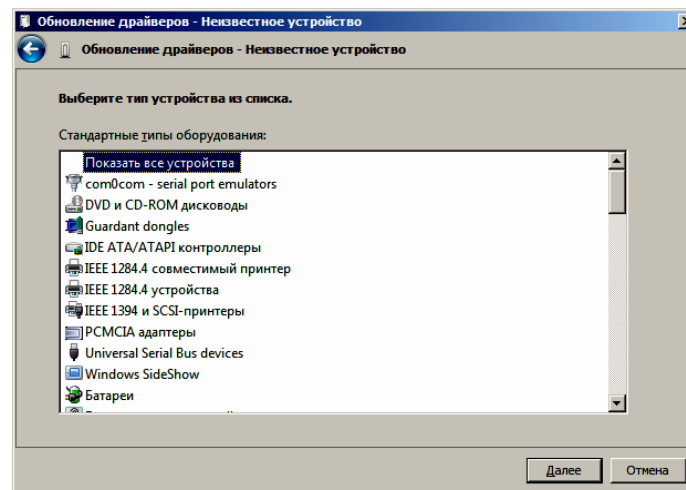 Обновление драйверов - Неизвестное устройство
Обновление драйверов - Неизвестное устройство
Выберите тип устройства из списка.
Стандартные типы оборудования:
Показать все устройства
com0com - serial port emulators
DVD и CD-ROM дисководы
Guardant dongles
IDE ATA/ATAPI контроллеры
IEEE 1284.4 совместимый принтер
IEEE 1284.4 устройства
IEEE 1394 и SCSI-принтеры
PCMCIA адаптеры
Universal Serial Bus devices
Windows SideShow
Батареи
Далее
Отмена